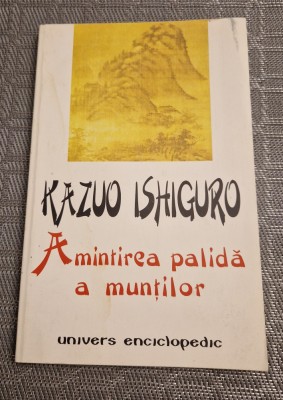 KAZUO ISHIGURO
Amintirea palidă
a munților
univers enciclopedic